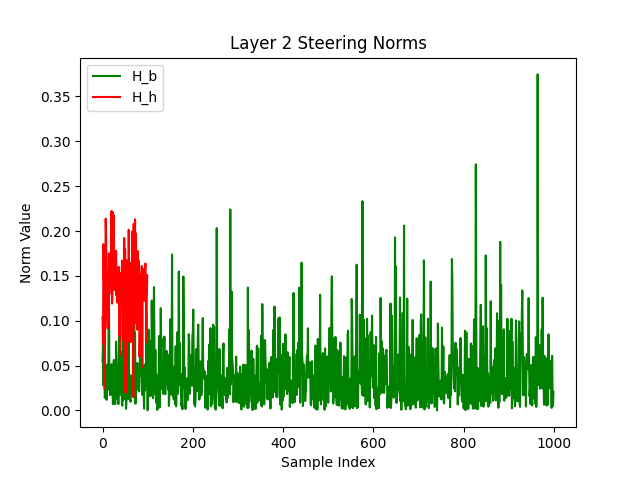 Layer 2 Steering Norms
H_b
H_h
Norm Value
0.35
0.30
0.25
0.20
0.15
0.10
0.05
0.00
0 200 400 600 800 1000
Sample Index